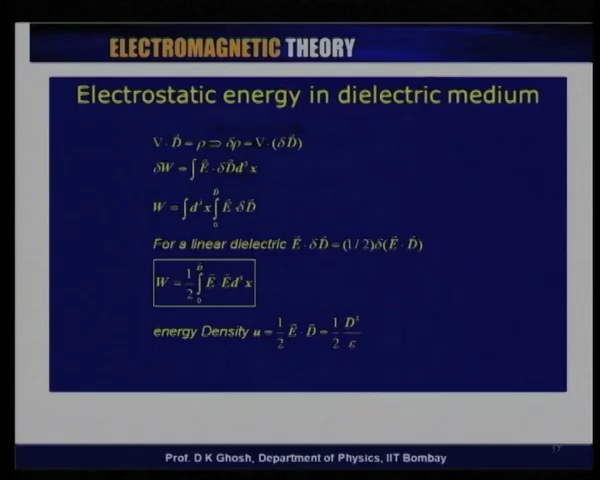 ELECTROMAGNETIC THEORY
Electrostatic energy in dielectric medium
∇ · D⃗ = ρ ⇒ δρ = ∇ · (δD⃗)
δW = ∫ E⃗ · δD⃗d³x
W = ∫ d³x ∫₀^D⃗ E⃗ · δD⃗
For a linear dielectric E⃗ · δD⃗ = (1/2)δ(E⃗ · D⃗)
W = 1/2 ∫₀^D⃗ E⃗ E⃗d³x
energy Density u = 1/2 E⃗ · D⃗ = 1/2 D²/ε
17
Prof. D K Ghosh, Department of Physics, IIT Bombay